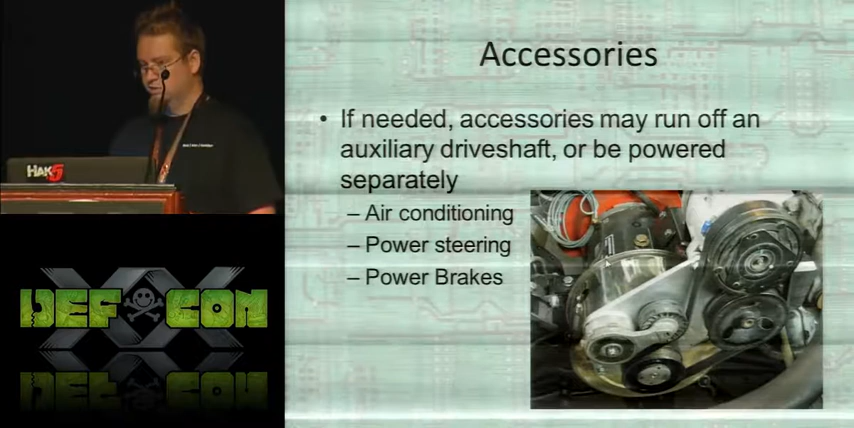 HAK5
DEF CON
XX
Accessories
• If needed, accessories may run off an
auxiliary driveshaft, or be powered
separately
– Air conditioning
– Power steering
– Power Brakes